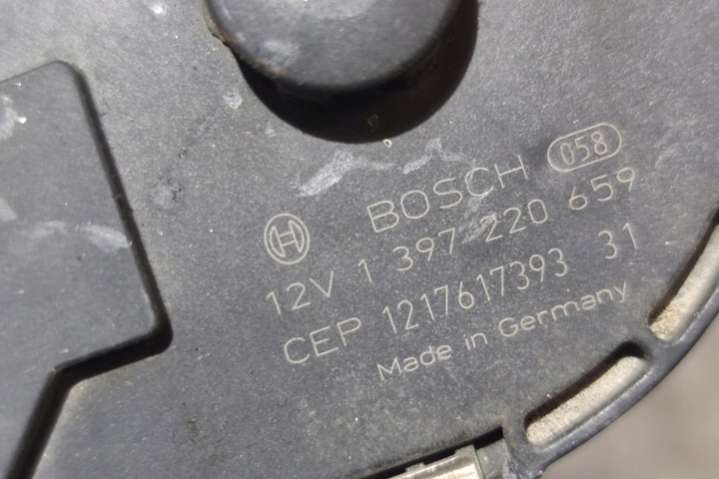 BOSCH 058
12V 1 397 220 659
CEP 1217617393 31
Made in Germany